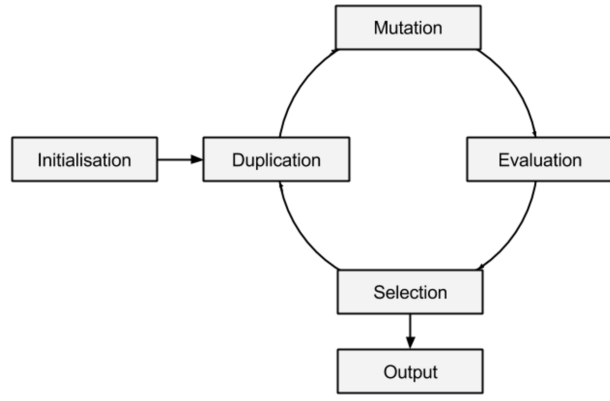 Mutation
Initialisation
Duplication
Evaluation
Selection
Output